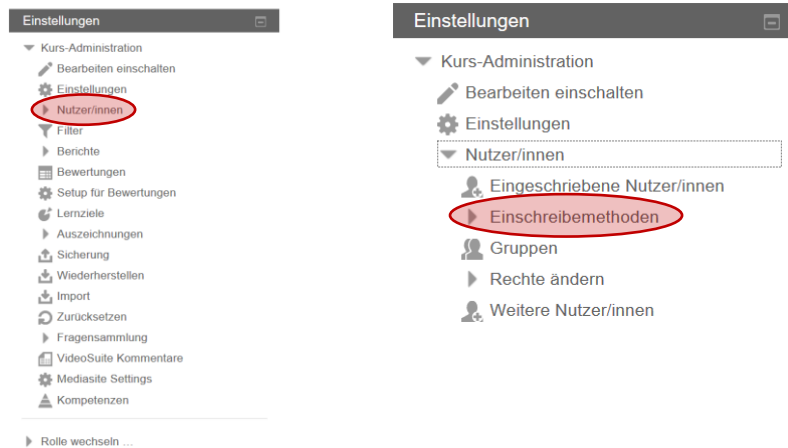 Einstellungen
Kurs-Administration
Bearbeiten einschalten
Einstellungen
Nutzer/innen
Filter
Berichte
Bewertungen
Setup für Bewertungen
Lernziele
Auszeichnungen
Sicherung
Wiederherstellen
Import
Zurücksetzen
Fragensammlung
VideoSuite Kommentare
Mediasite Settings
Kompetenzen
Rolle wechseln ...
Einstellungen
Kurs-Administration
Bearbeiten einschalten
Einstellungen
Nutzer/innen
Eingeschriebene Nutzer/innen
Einschreibemethoden
Gruppen
Rechte ändern
Weitere Nutzer/innen